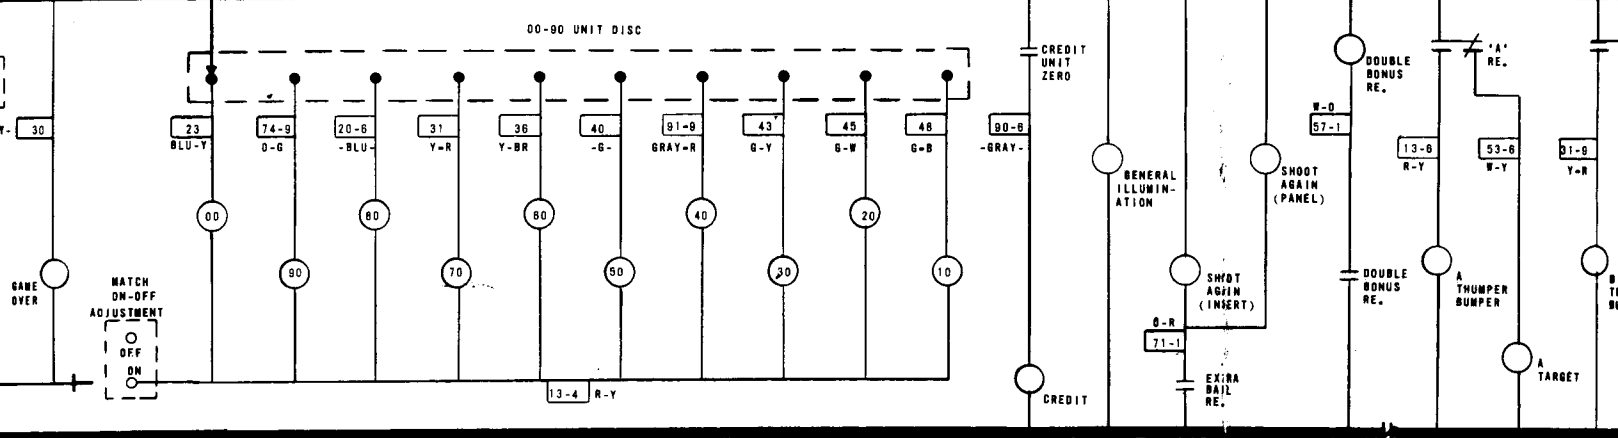 00-90 UNIT DISC
Y-
30
23
BLU-Y
74-9
O-G
20-6
-BLU-
31
Y=R
36
Y-BR
40
-G-
91-9
GRAY=R
43
G-Y
45
G-W
48
G=B
90-6
-GRAY-
CREDIT
UNIT
ZERO
00
90
80
70
60
50
40
30
20
10
GAME
OVER
MATCH
ON-OFF
ADJUSTMENT
OFF
ON
13-4
R-Y
CREDIT
GENERAL
ILLUMIN-
ATION
SHOOT
AGAIN
(INSERT)
SHOOT
AGAIN
(PANEL)
71-1
EXTRA
BALL
RE.
DOUBLE
BONUS
RE.
W-O
57-1
DOUBLE
BONUS
RE.
'A'
RE.
13-6
R-Y
53-6
W-Y
31-9
Y=R
A
THUMPER
BUMPER
A
TARGET